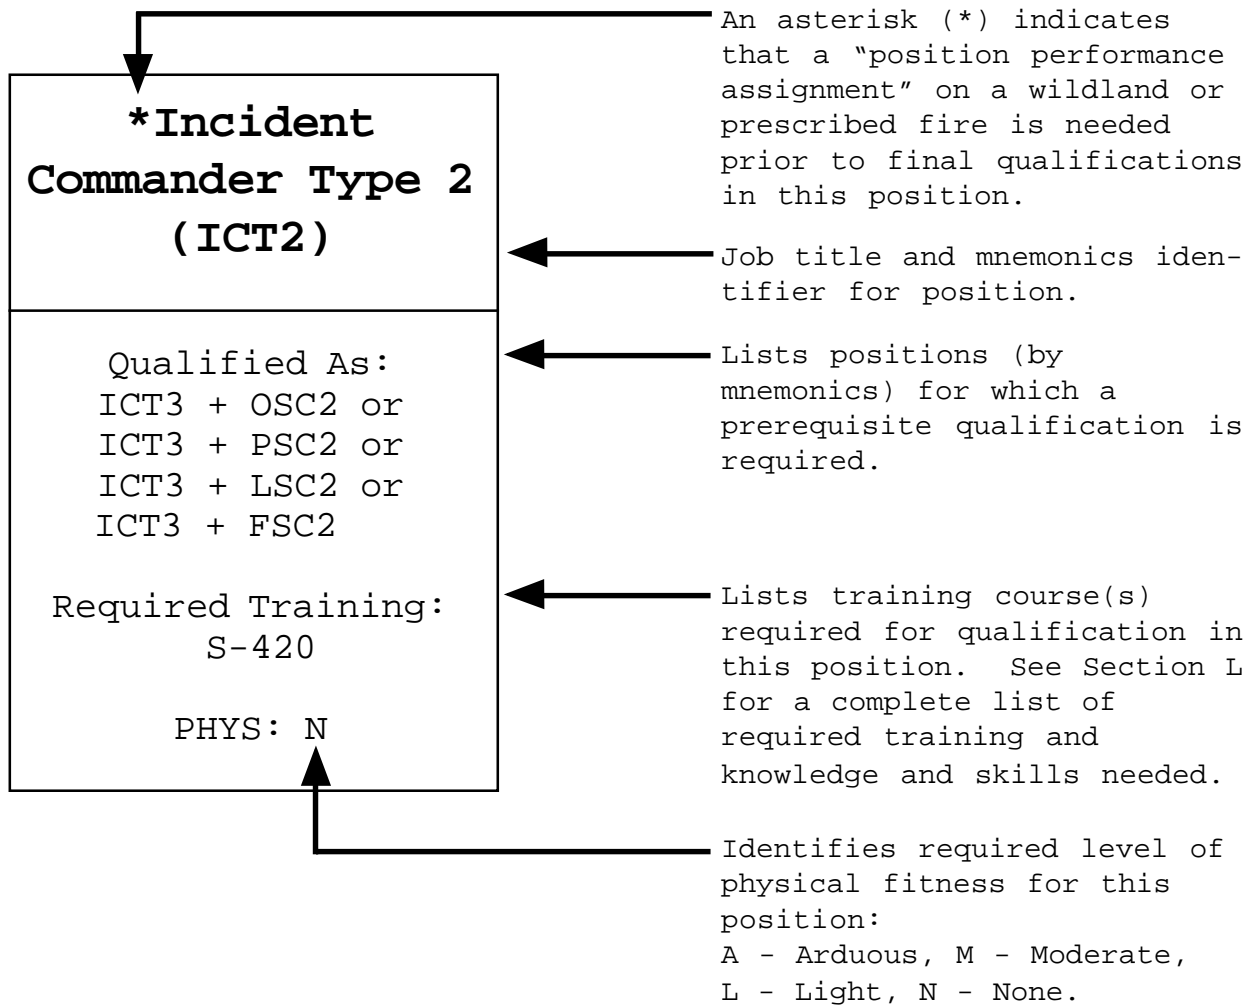 *Incident
Commander Type 2
(ICT2)
Qualified As:
ICT3 + OSC2 or
ICT3 + PSC2 or
ICT3 + LSC2 or
ICT3 + FSC2
Required Training:
S-420
PHYS: N
An asterisk (*) indicates
that a “position performance
assignment” on a wildland or
prescribed fire is needed
prior to final qualifications
in this position.
Job title and mnemonics iden-
tifier for position.
Lists positions (by
mnemonics) for which a
prerequisite qualification is
required.
Lists training course(s)
required for qualification in
this position. See Section L
for a complete list of
required training and
knowledge and skills needed.
Identifies required level of
physical fitness for this
position:
A - Arduous, M - Moderate,
L - Light, N - None.